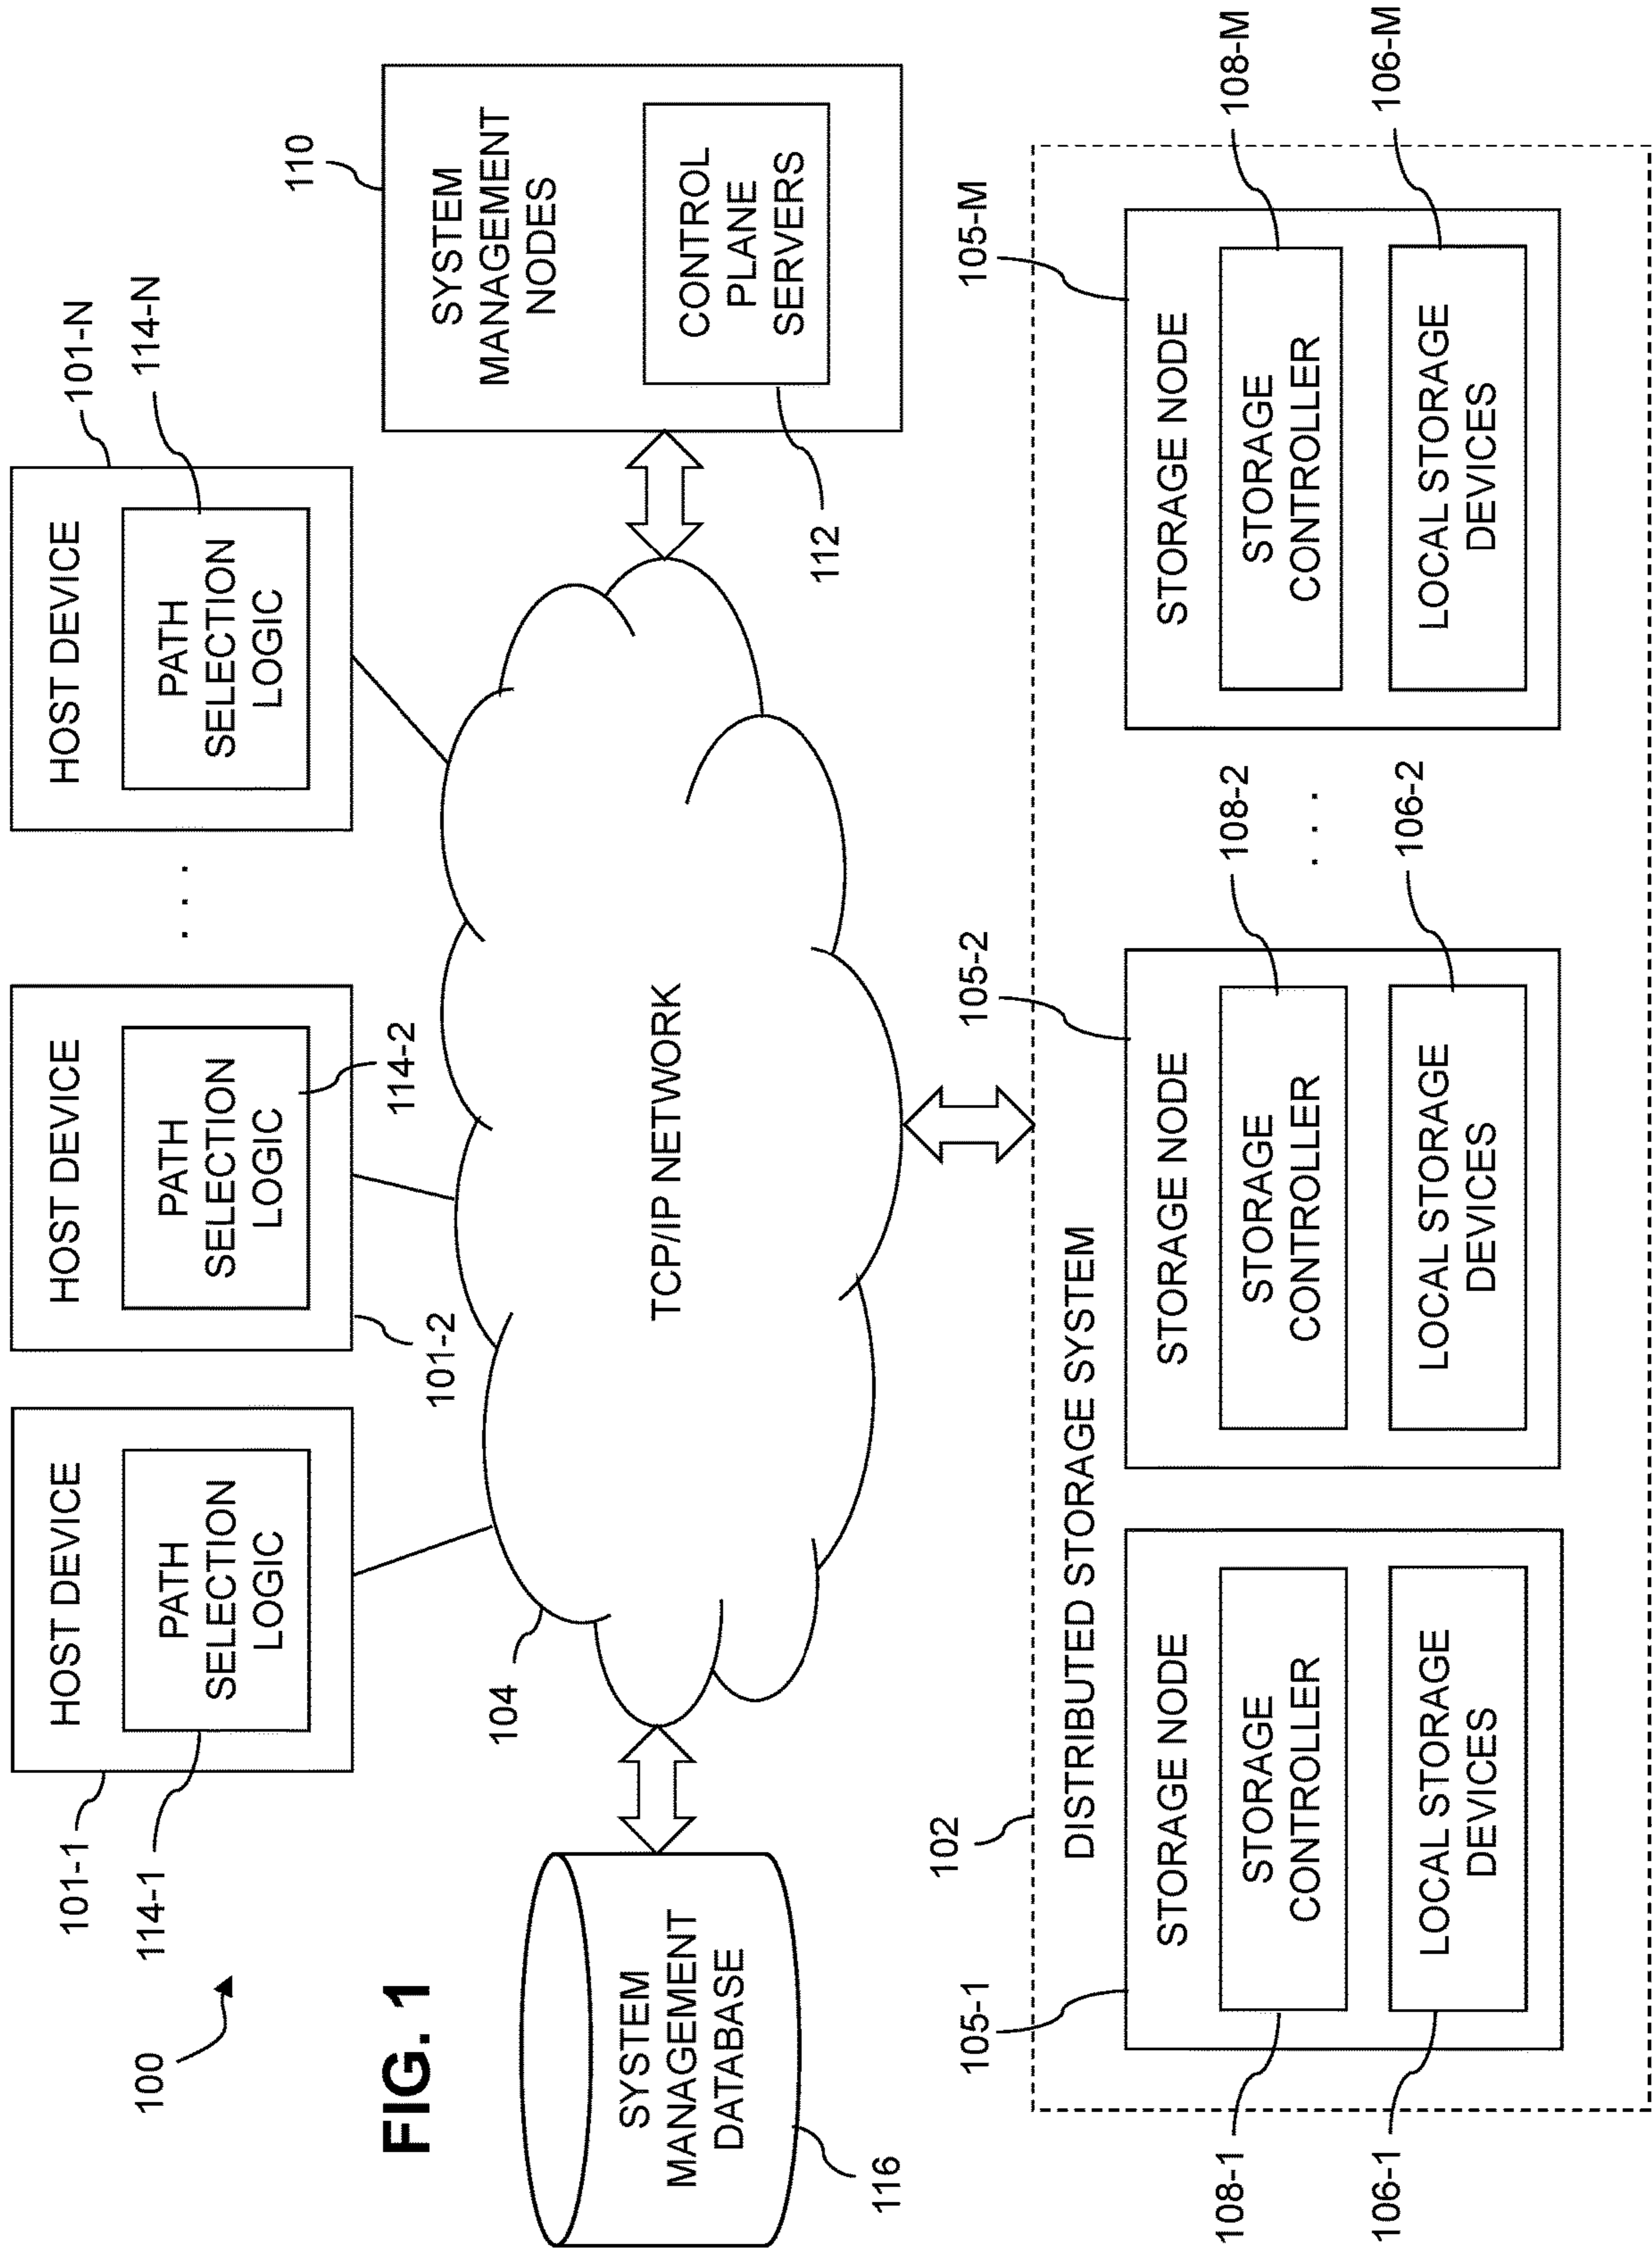 100
FIG. 1
101-1
HOST DEVICE
PATH
SELECTION
LOGIC
114-1
101-2
HOST DEVICE
PATH
SELECTION
LOGIC
114-2
. . .
101-N
HOST DEVICE
PATH
SELECTION
LOGIC
114-N
SYSTEM
MANAGEMENT
DATABASE
116
104
TCP/IP NETWORK
110
SYSTEM
MANAGEMENT
NODES
CONTROL
PLANE
SERVERS
112
102
DISTRIBUTED STORAGE SYSTEM
105-1
STORAGE NODE
STORAGE
CONTROLLER
108-1
LOCAL STORAGE
DEVICES
106-1
105-2
STORAGE NODE
STORAGE
CONTROLLER
108-2
LOCAL STORAGE
DEVICES
106-2
. . .
105-M
STORAGE NODE
STORAGE
CONTROLLER
108-M
LOCAL STORAGE
DEVICES
106-M